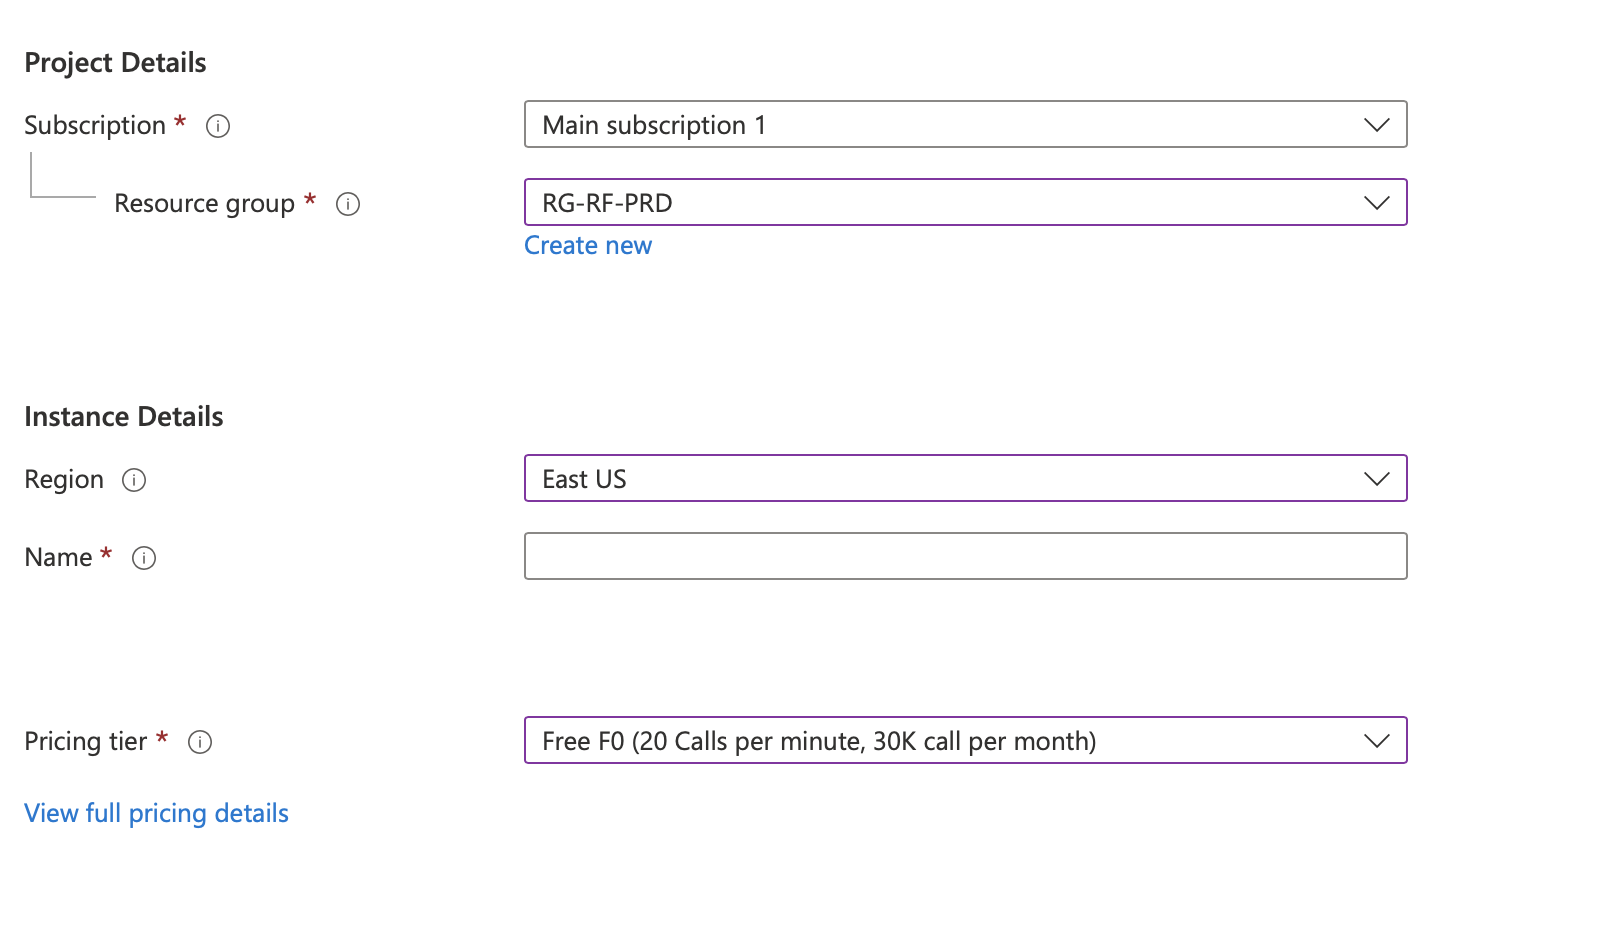 Project Details
Subscription *
Main subscription 1
Resource group *
RG-RF-PRD
Create new
Instance Details
Region
East US
Name *
Pricing tier *
Free F0 (20 Calls per minute, 30K call per month)
View full pricing details